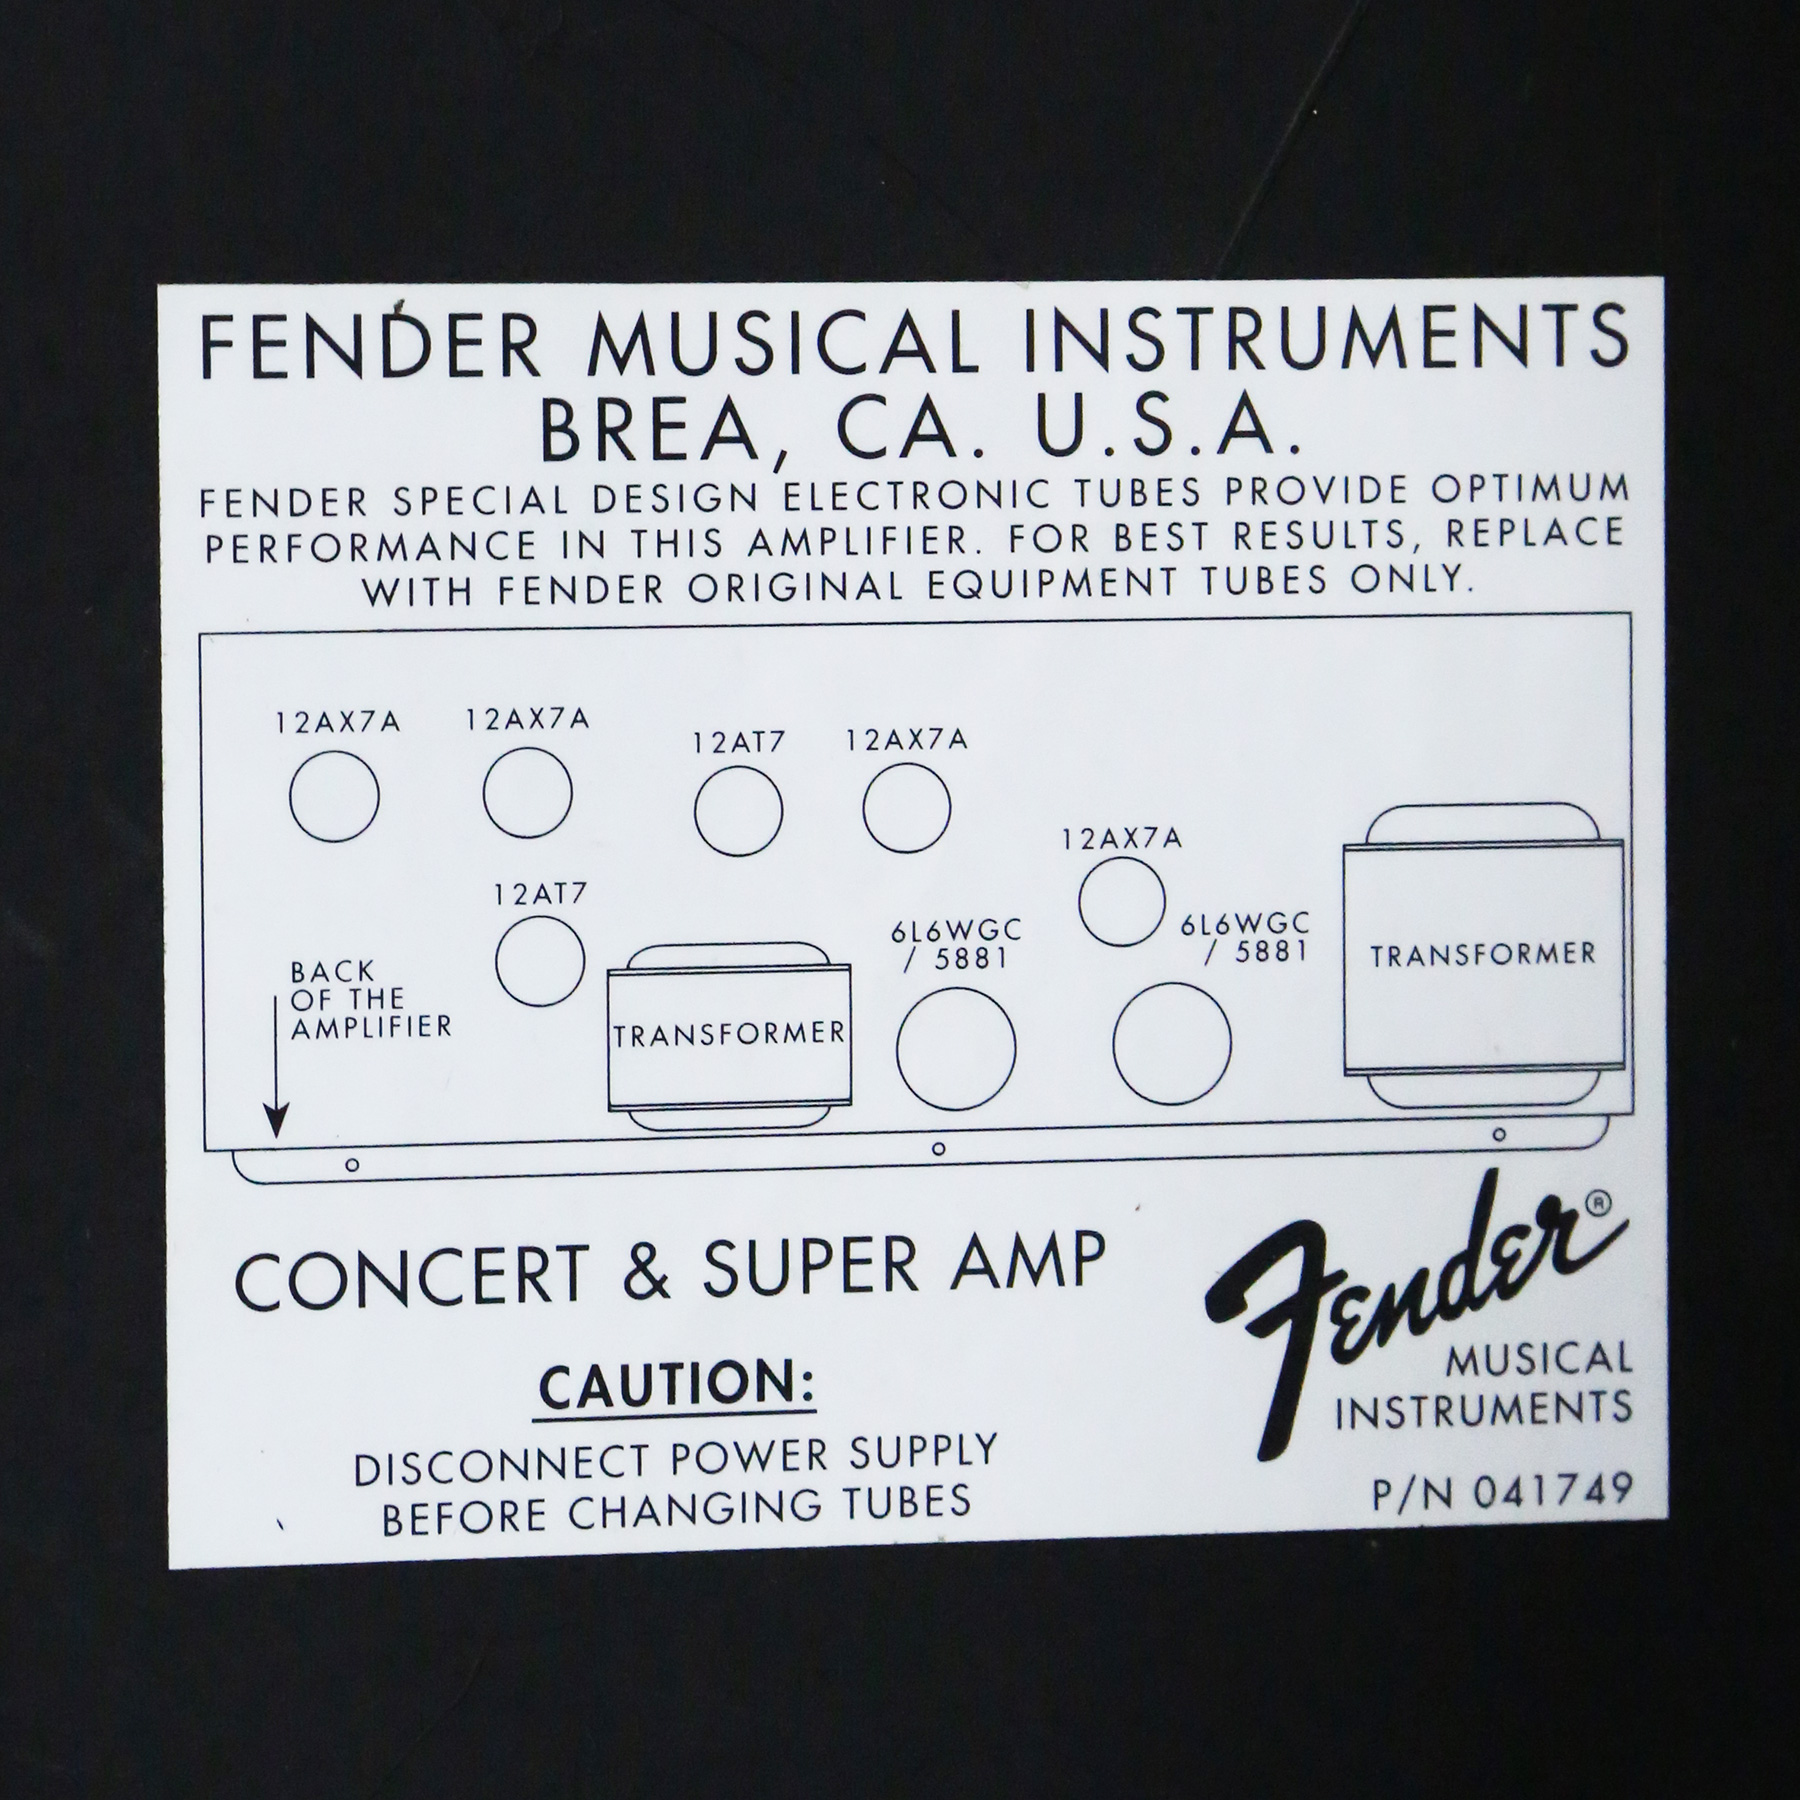 FENDER MUSICAL INSTRUMENTS
BREA, CA. U.S.A.
FENDER SPECIAL DESIGN ELECTRONIC TUBES PROVIDE OPTIMUM
PERFORMANCE IN THIS AMPLIFIER. FOR BEST RESULTS, REPLACE
WITH FENDER ORIGINAL EQUIPMENT TUBES ONLY.
12AX7A
12AX7A
12AT7
12AX7A
12AX7A
12AT7
6L6WGC
/ 5881
6L6WGC
/ 5881
TRANSFORMER
BACK
OF THE
AMPLIFIER
TRANSFORMER
CONCERT & SUPER AMP
Fender®
MUSICAL
INSTRUMENTS
P/N 041749
CAUTION:
DISCONNECT POWER SUPPLY
BEFORE CHANGING TUBES